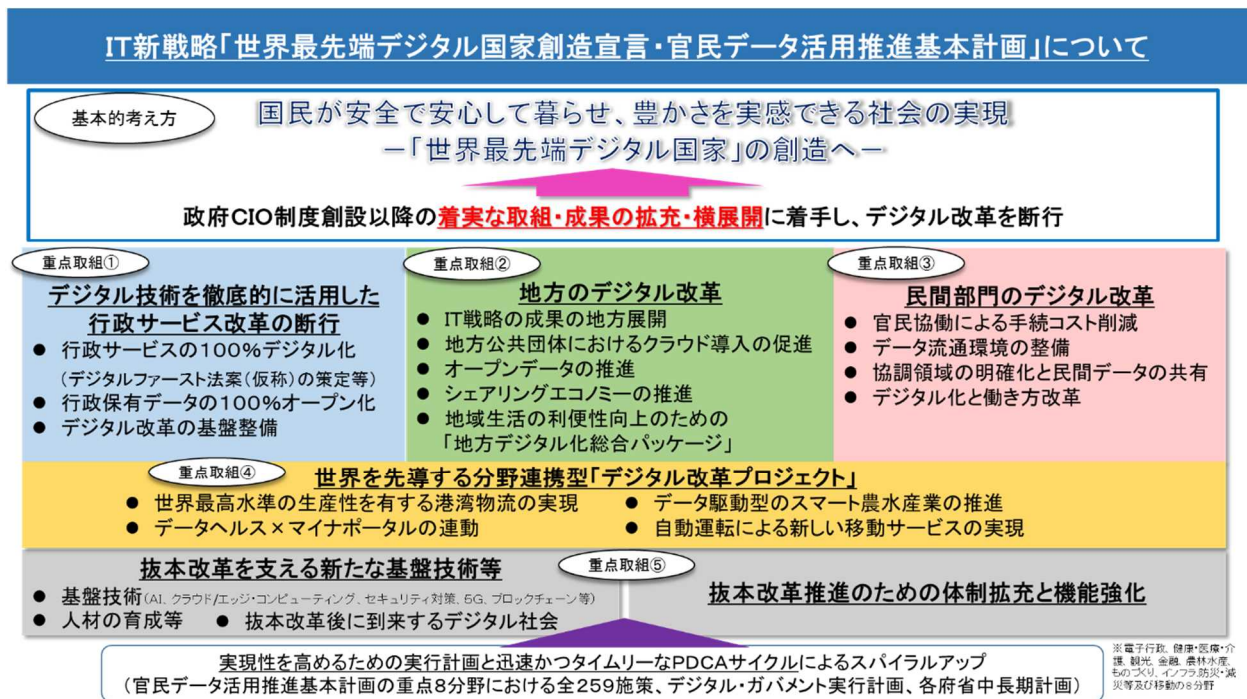 IT新戦略「世界最先端デジタル国家創造宣言・官民データ活用推進基本計画」について
基本的考え方
国民が安全で安心して暮らせ、豊かさを実感できる社会の実現
－「世界最先端デジタル国家」の創造へ－
政府CIO制度創設以降の着実な取組・成果の拡充・横展開に着手し、デジタル改革を断行
重点取組①
デジタル技術を徹底的に活用した
行政サービス改革の断行
● 行政サービスの100％デジタル化
（デジタルファースト法案（仮称）の策定等）
● 行政保有データの100％オープン化
● デジタル改革の基盤整備
重点取組②
地方のデジタル改革
● IT戦略の成果の地方展開
● 地方公共団体におけるクラウド導入の促進
● オープンデータの推進
● シェアリングエコノミーの推進
● 地域生活の利便性向上のための
「地方デジタル化総合パッケージ」
重点取組③
民間部門のデジタル改革
● 官民協働による手続コスト削減
● データ流通環境の整備
● 協調領域の明確化と民間データの共有
● デジタル化と働き方改革
重点取組④
世界を先導する分野連携型「デジタル改革プロジェクト」
● 世界最高水準の生産性を有する港湾物流の実現
● データヘルス×マイナポータルの連動
● データ駆動型のスマート農水産業の推進
● 自動運転による新しい移動サービスの実現
重点取組⑤
抜本改革を支える新たな基盤技術等
● 基盤技術（AI、クラウド/エッジ・コンピューティング、セキュリティ対策、5G、ブロックチェーン等）
● 人材の育成等 ● 抜本改革後に到来するデジタル社会
抜本改革推進のための体制拡充と機能強化
実現性を高めるための実行計画と迅速かつタイムリーなPDCAサイクルによるスパイラルアップ
（官民データ活用推進基本計画の重点8分野における全259施策、デジタル・ガバメント実行計画、各府省中長期計画）
※電子行政、健康・医療・介
護、観光、金融、農林水産、
ものづくり、インフラ・防災・減
災等及び移動の8分野